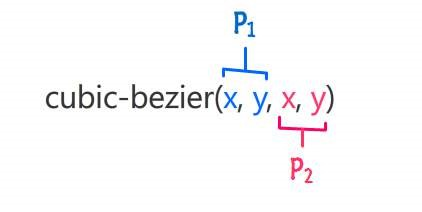 P1
cubic-bezier(x, y, x, y)
P2